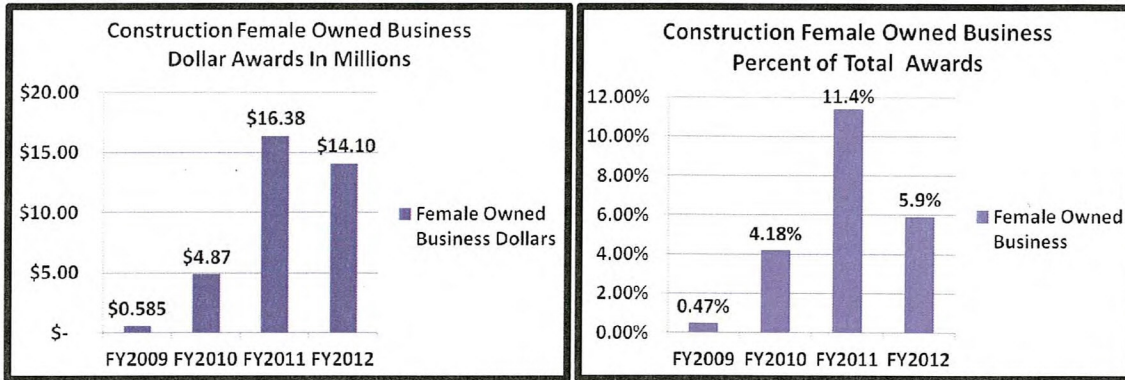 Construction Female Owned Business
Dollar Awards In Millions
$20.00
$15.00
$10.00
$5.00
$-
$0.585
$4.87
$16.38
$14.10
FY2009 FY2010 FY2011 FY2012
Female Owned
Business Dollars
Construction Female Owned Business
Percent of Total Awards
12.00%
10.00%
8.00%
6.00%
4.00%
2.00%
0.00%
0.47%
4.18%
11.4%
5.9%
FY2009 FY2010 FY2011 FY2012
Female Owned
Business